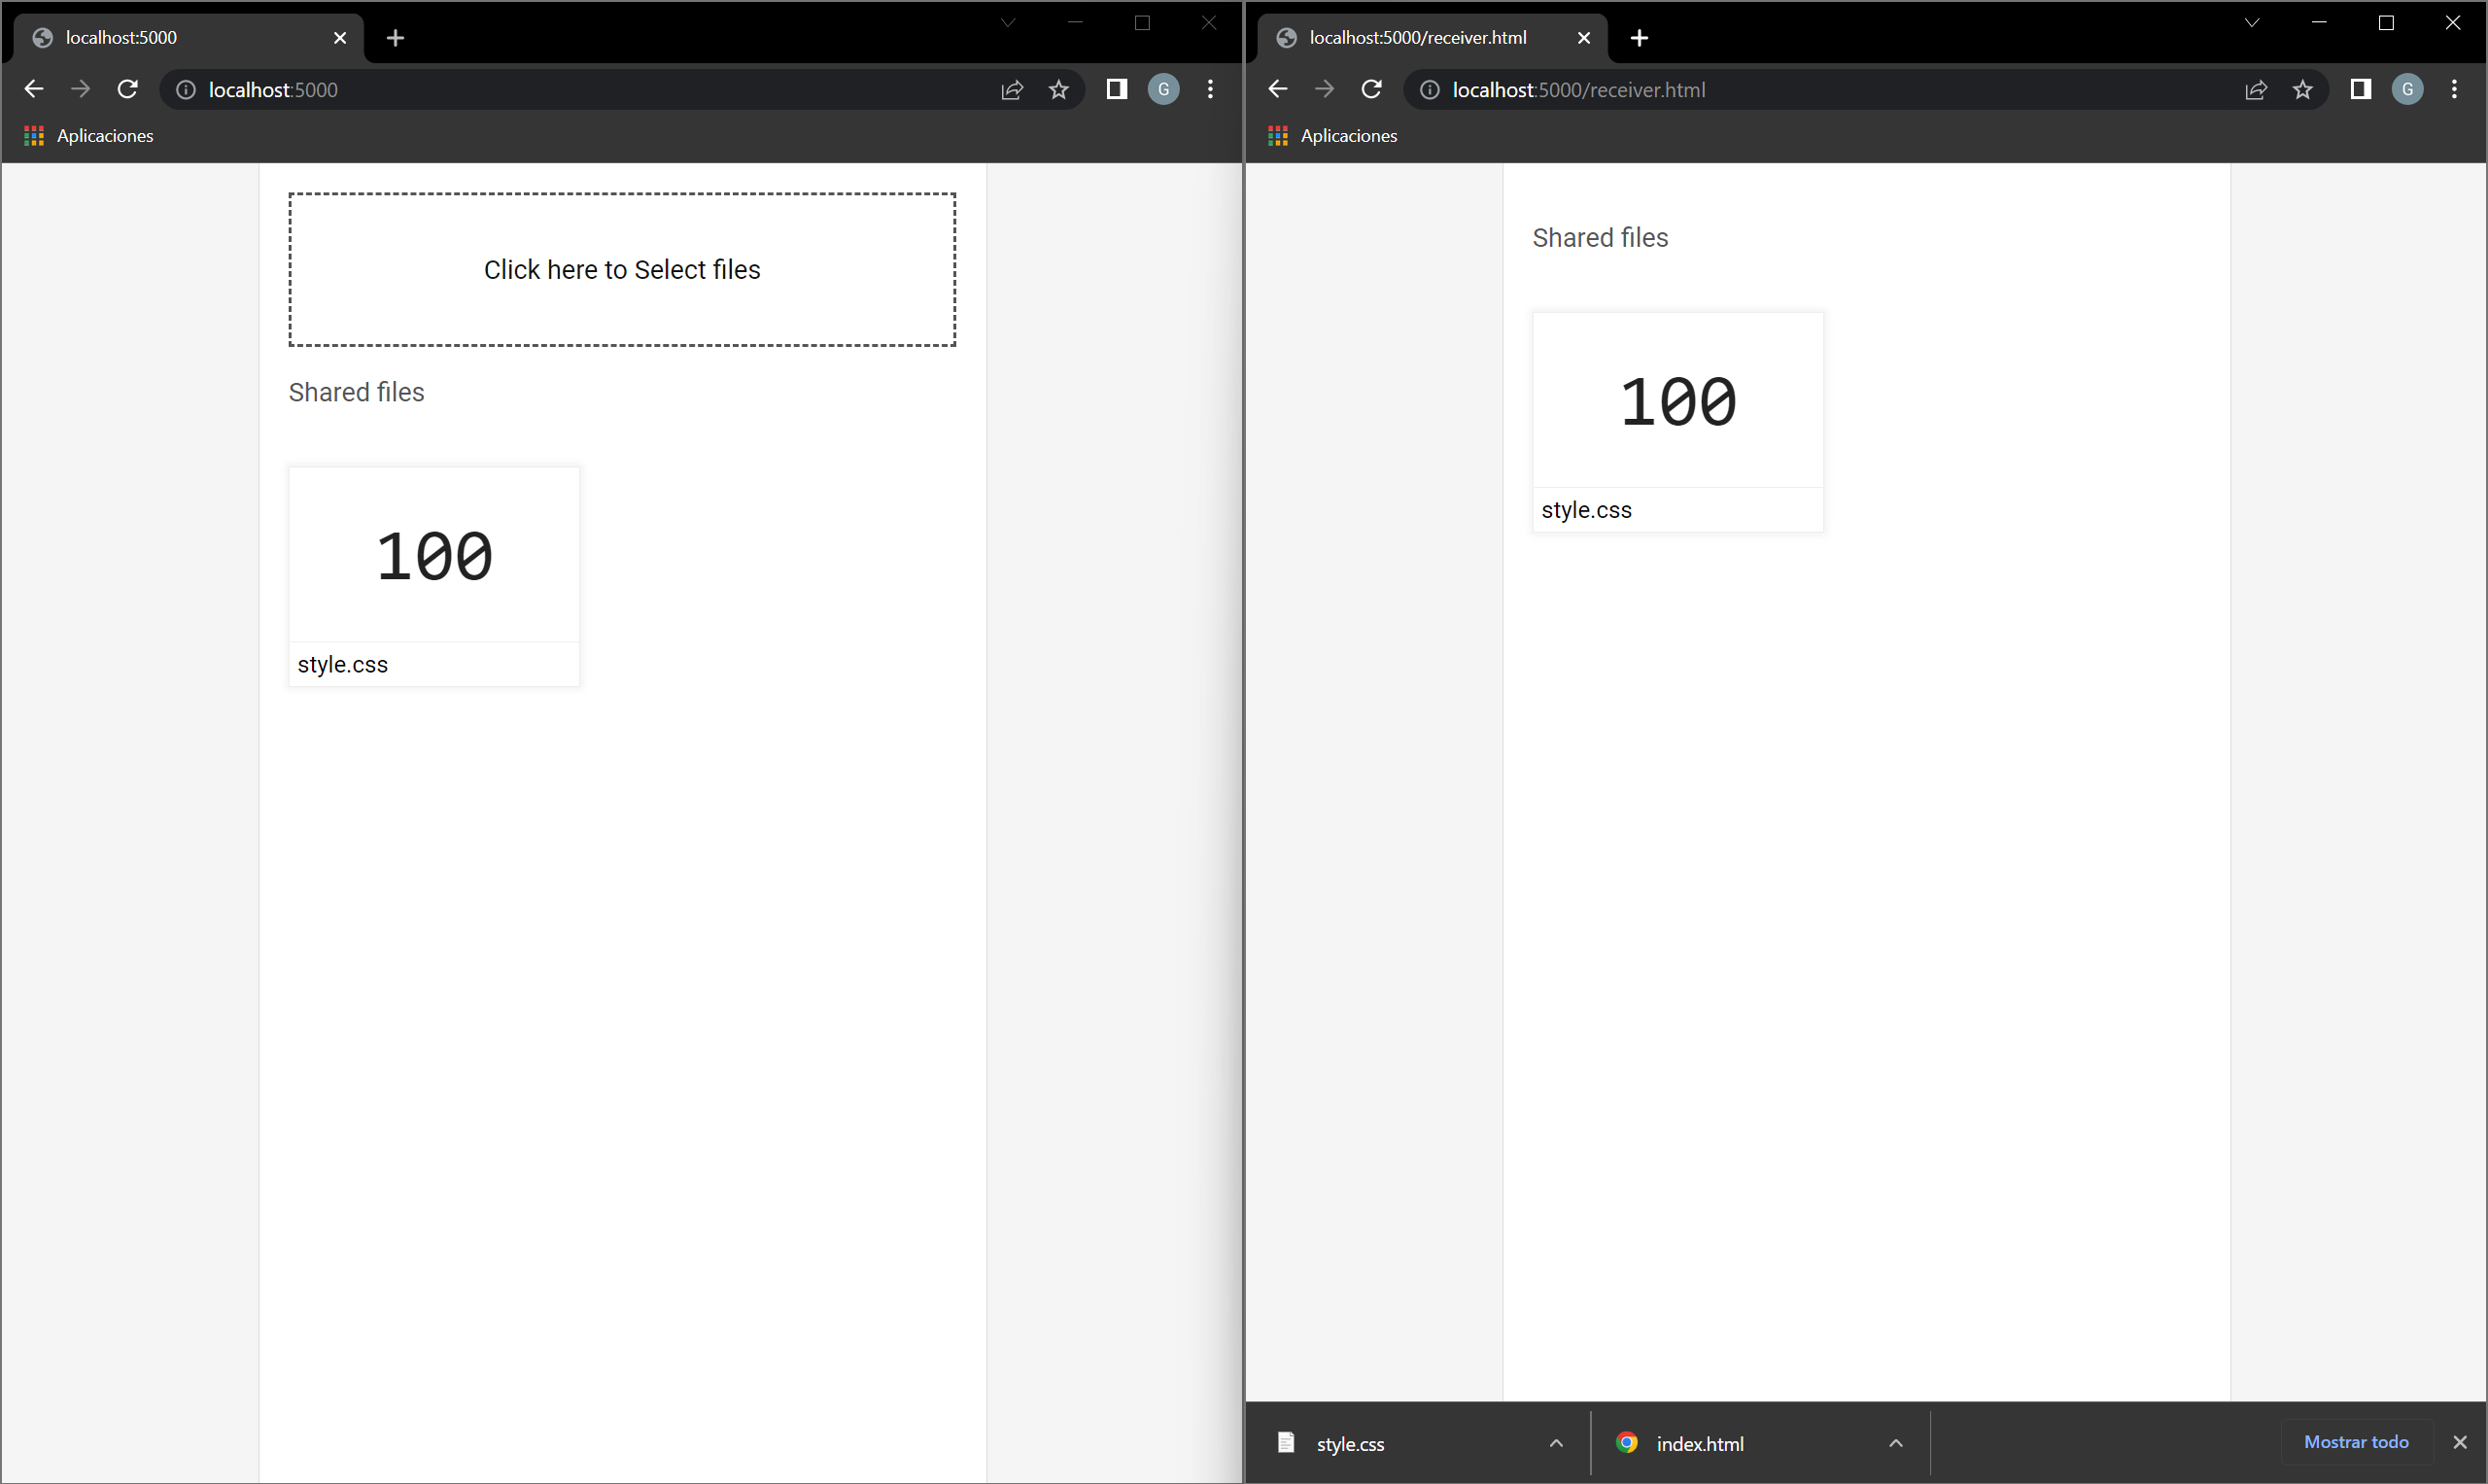 localhost:5000
localhost:5000
G
Aplicaciones
Click here to Select files
Shared files
100
style.css
localhost:5000/receiver.html
localhost:5000/receiver.html
G
Aplicaciones
Shared files
100
style.css
style.css
index.html
Mostrar todo